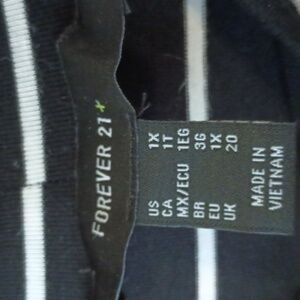 FOREVER 21
US 1X
CA 1T
MX/ECU 1EG
BR 3G
EU 1X
UK 20
MADE IN
VIETNAM